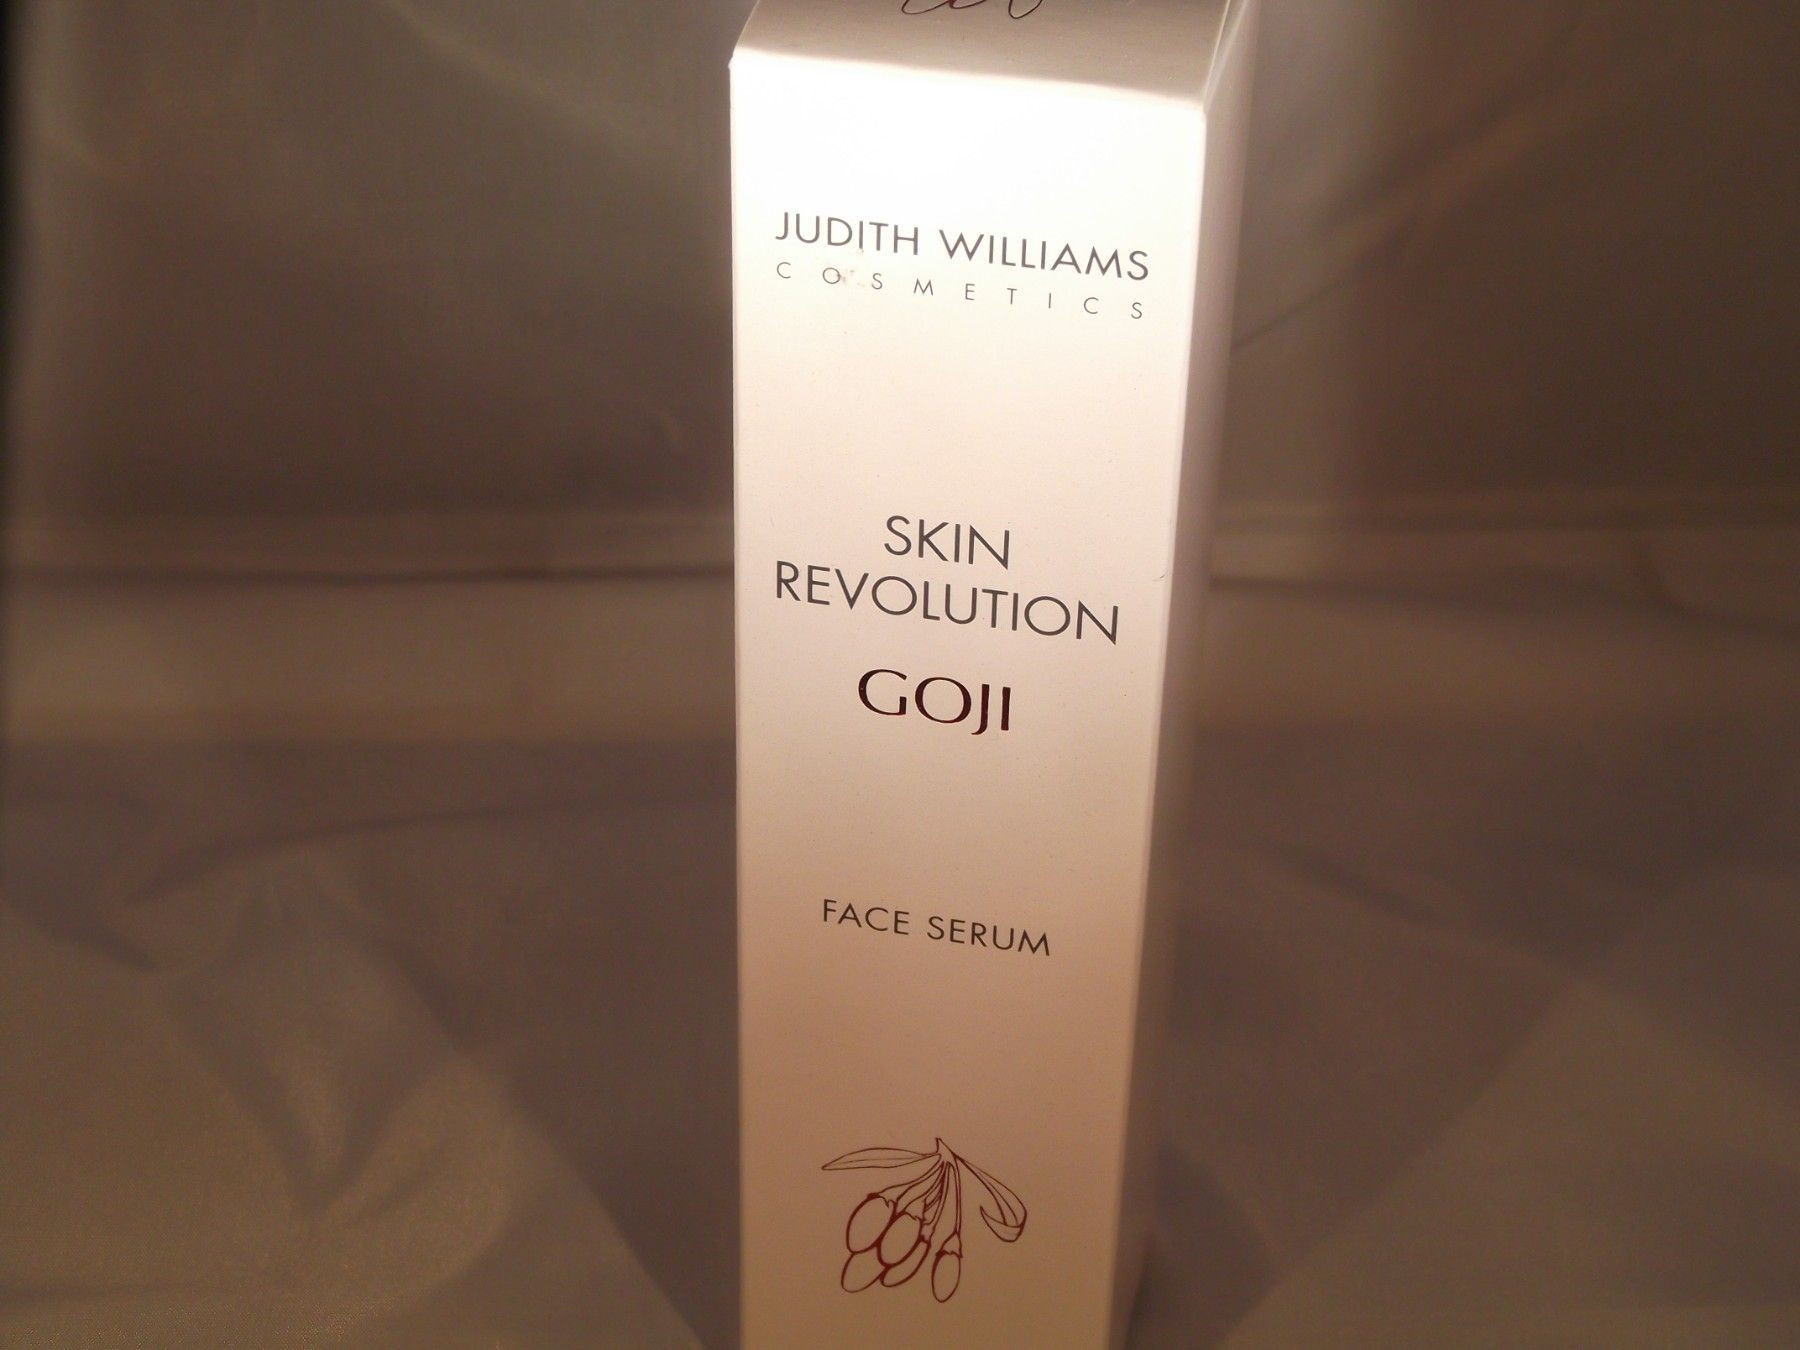 JUDITH WILLIAMS
COSMETICS
SKIN
REVOLUTION
GOJI
FACE SERUM